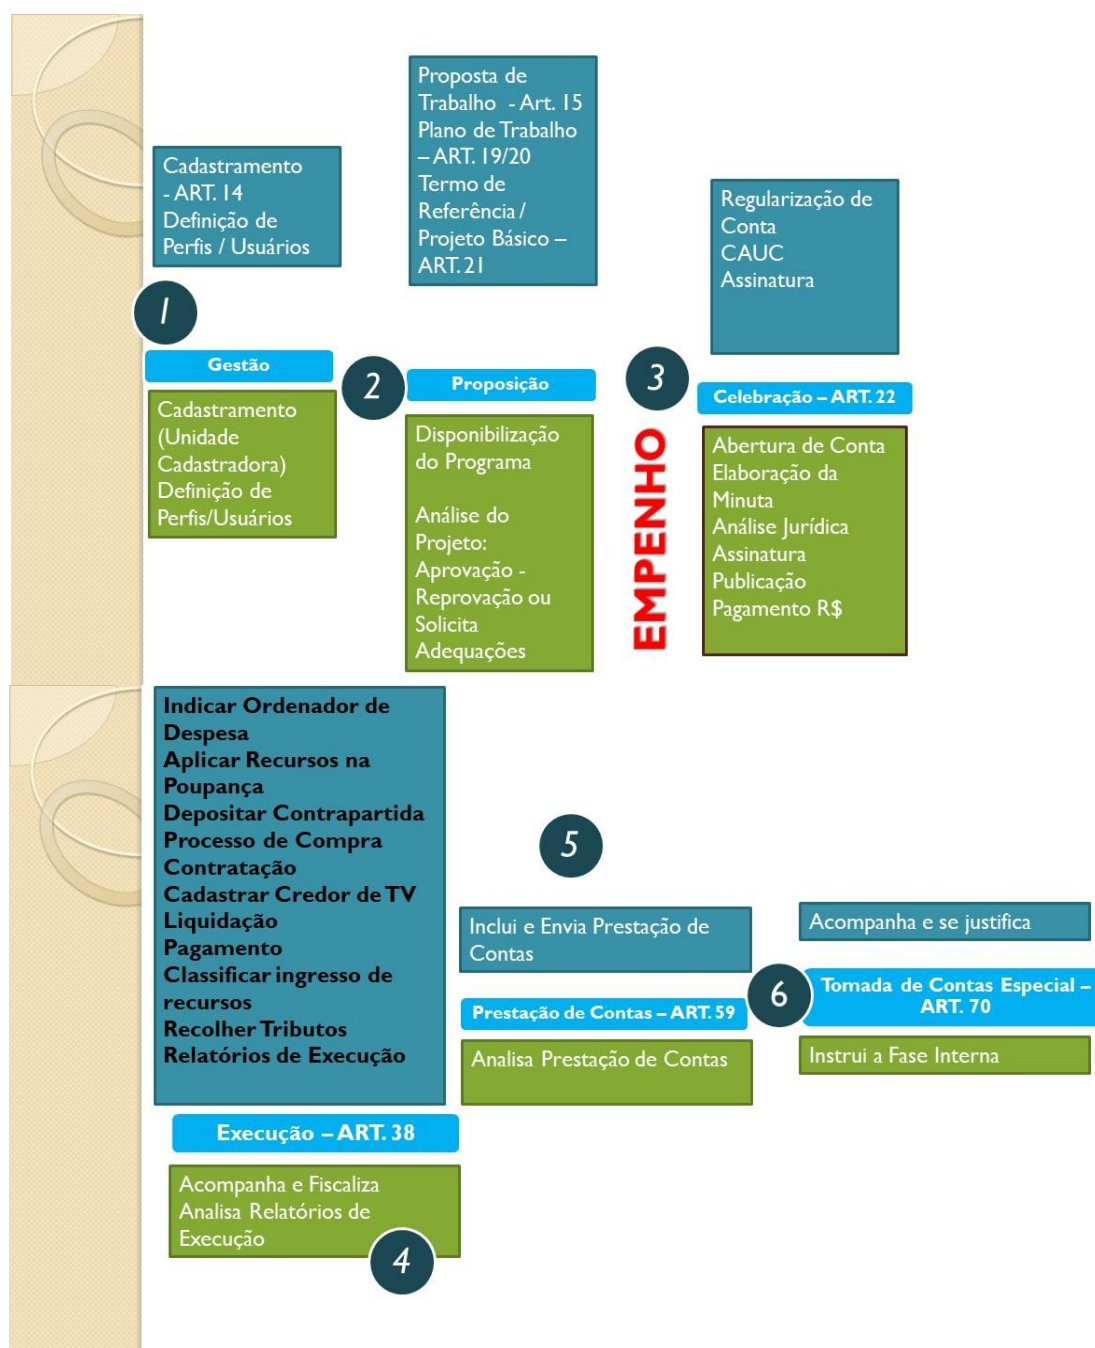 Cadastramento
- ART. 14
Definição de
Perfis / Usuários
1
Gestão
Cadastramento
(Unidade
Cadastradora)
Definição de
Perfis/Usuários
Proposta de
Trabalho - Art. 15
Plano de Trabalho
– ART. 19/20
Termo de
Referência /
Projeto Básico –
ART. 21
2
Proposição
Disponibilização
do Programa
Análise do
Projeto:
Aprovação -
Reprovação ou
Solicita
Adequações
Regularização de
Conta
CAUC
Assinatura
3
EMPENHO
Celebração – ART. 22
Abertura de Conta
Elaboração da
Minuta
Análise Jurídica
Assinatura
Publicação
Pagamento R$
Indicar Ordenador de
Despesa
Aplicar Recursos na
Poupança
Depositar Contrapartida
Processo de Compra
Contratação
Cadastrar Credor de TV
Liquidação
Pagamento
Classificar ingresso de
recursos
Recolher Tributos
Relatórios de Execução
Execução – ART. 38
Acompanha e Fiscaliza
Analisa Relatórios de
Execução
4
5
Inclui e Envia Prestação de
Contas
Prestação de Contas – ART. 59
Analisa Prestação de Contas
6
Acompanha e se justifica
Tomada de Contas Especial –
ART. 70
Instrui a Fase Interna